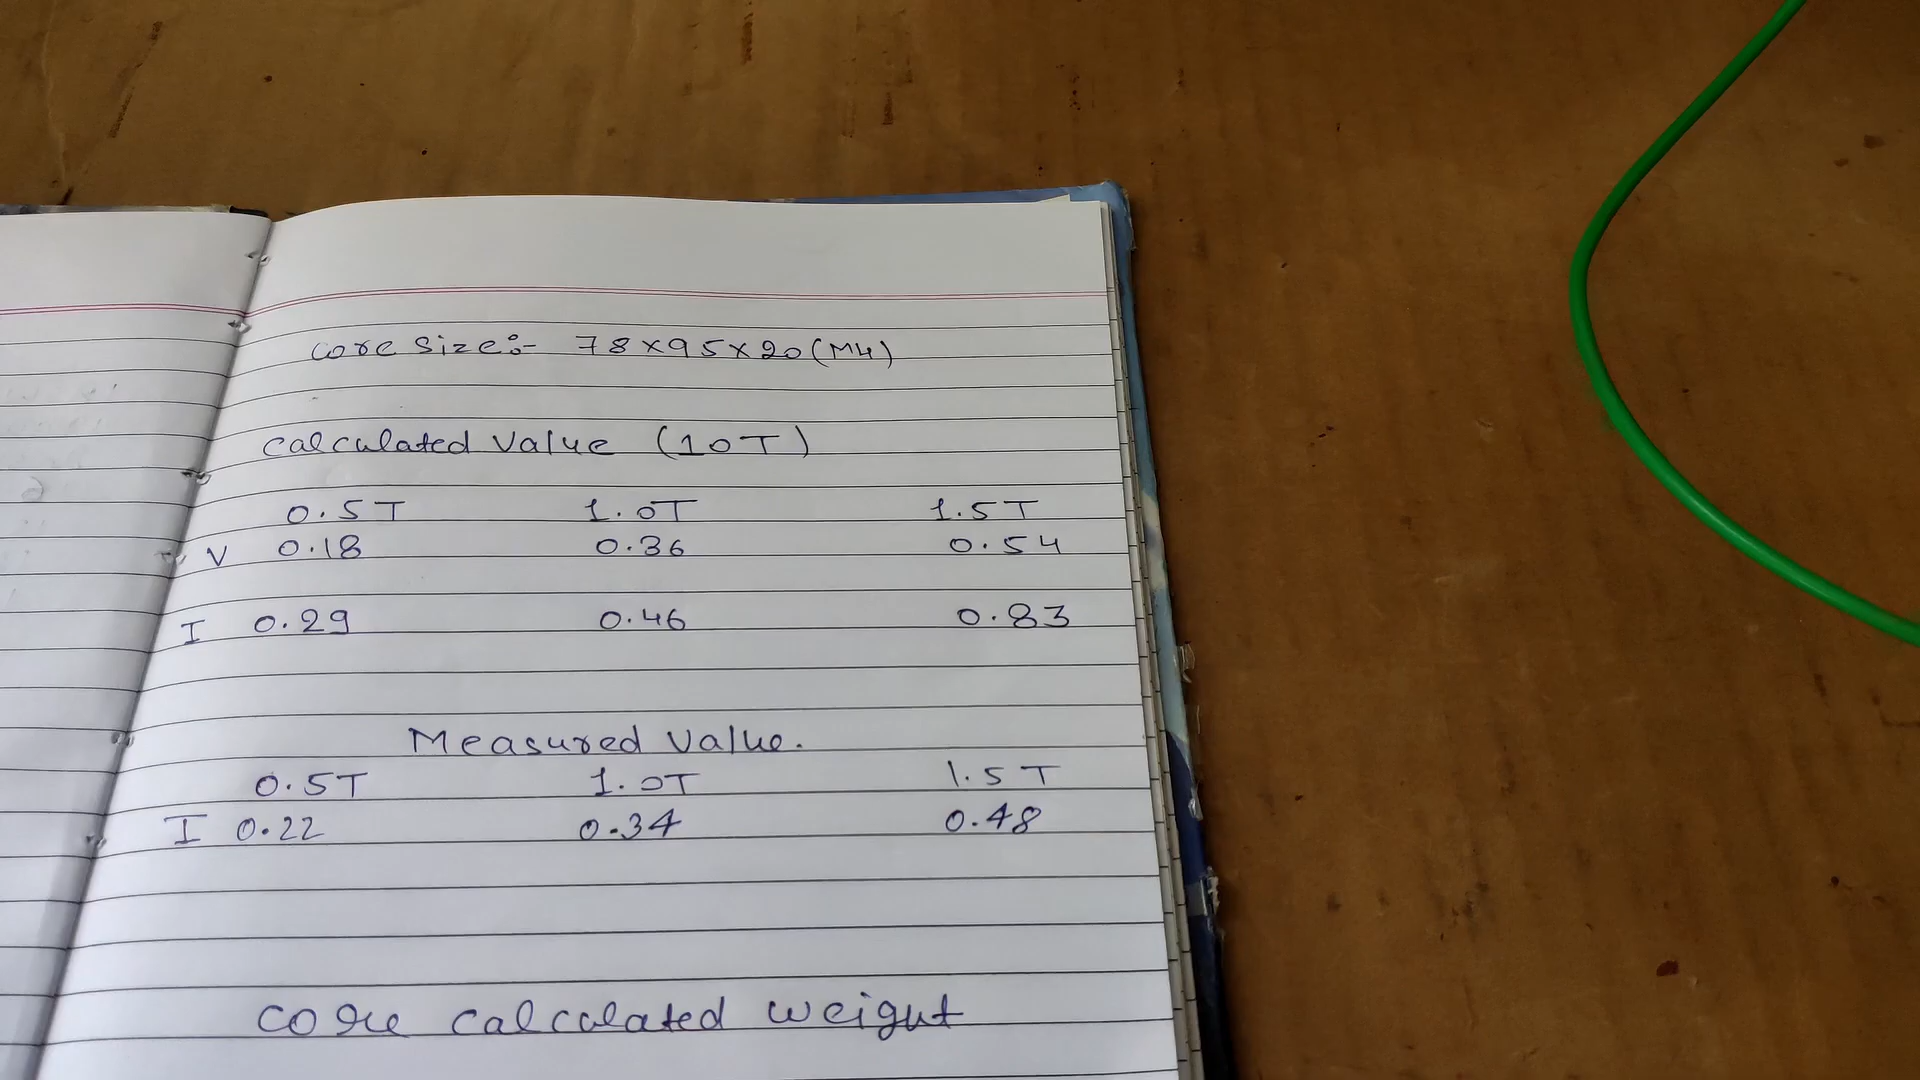 Core Size:- 78x95x20(M4)
Calculated Value (10T)
0.5T 1.0T 1.5T
V 0.18 0.36 0.54
I 0.29 0.46 0.83
Measured Value.
0.5T 1.0T 1.5T
I 0.22 0.34 0.48
Core calculated weight